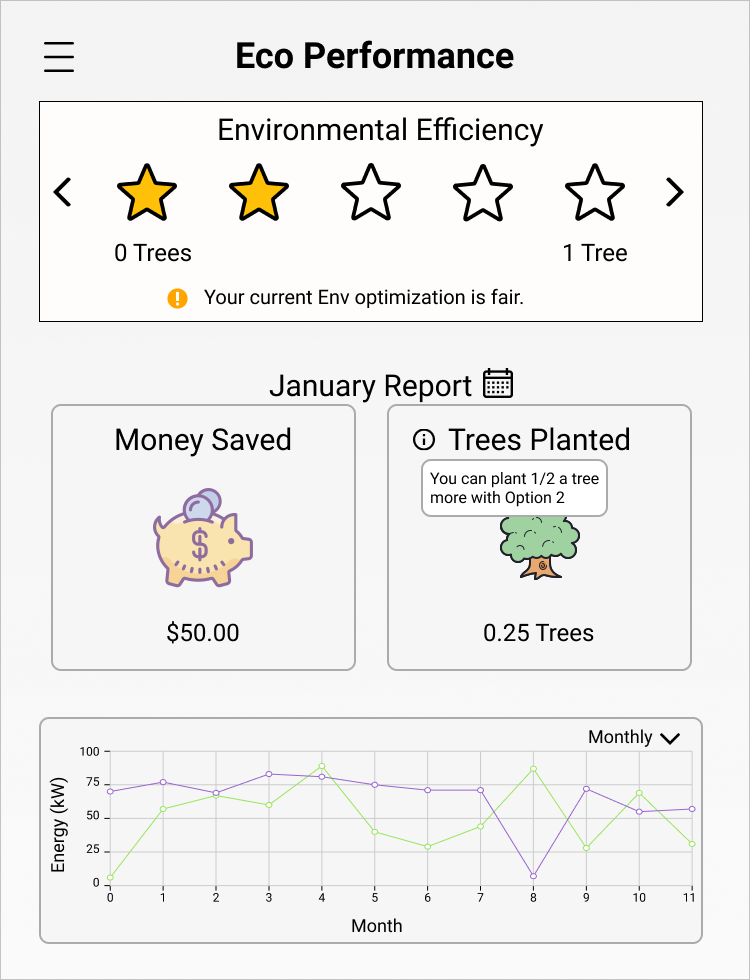 Eco Performance
Environmental Efficiency
0 Trees
1 Tree
Your current Env optimization is fair.
January Report
Money Saved
$
$50.00
Trees Planted
You can plant 1/2 a tree
more with Option 2
0.25 Trees
Monthly
Energy (kW)
100
75
50
25
0
0 1 2 3 4 5 6 7 8 9 10 11
Month